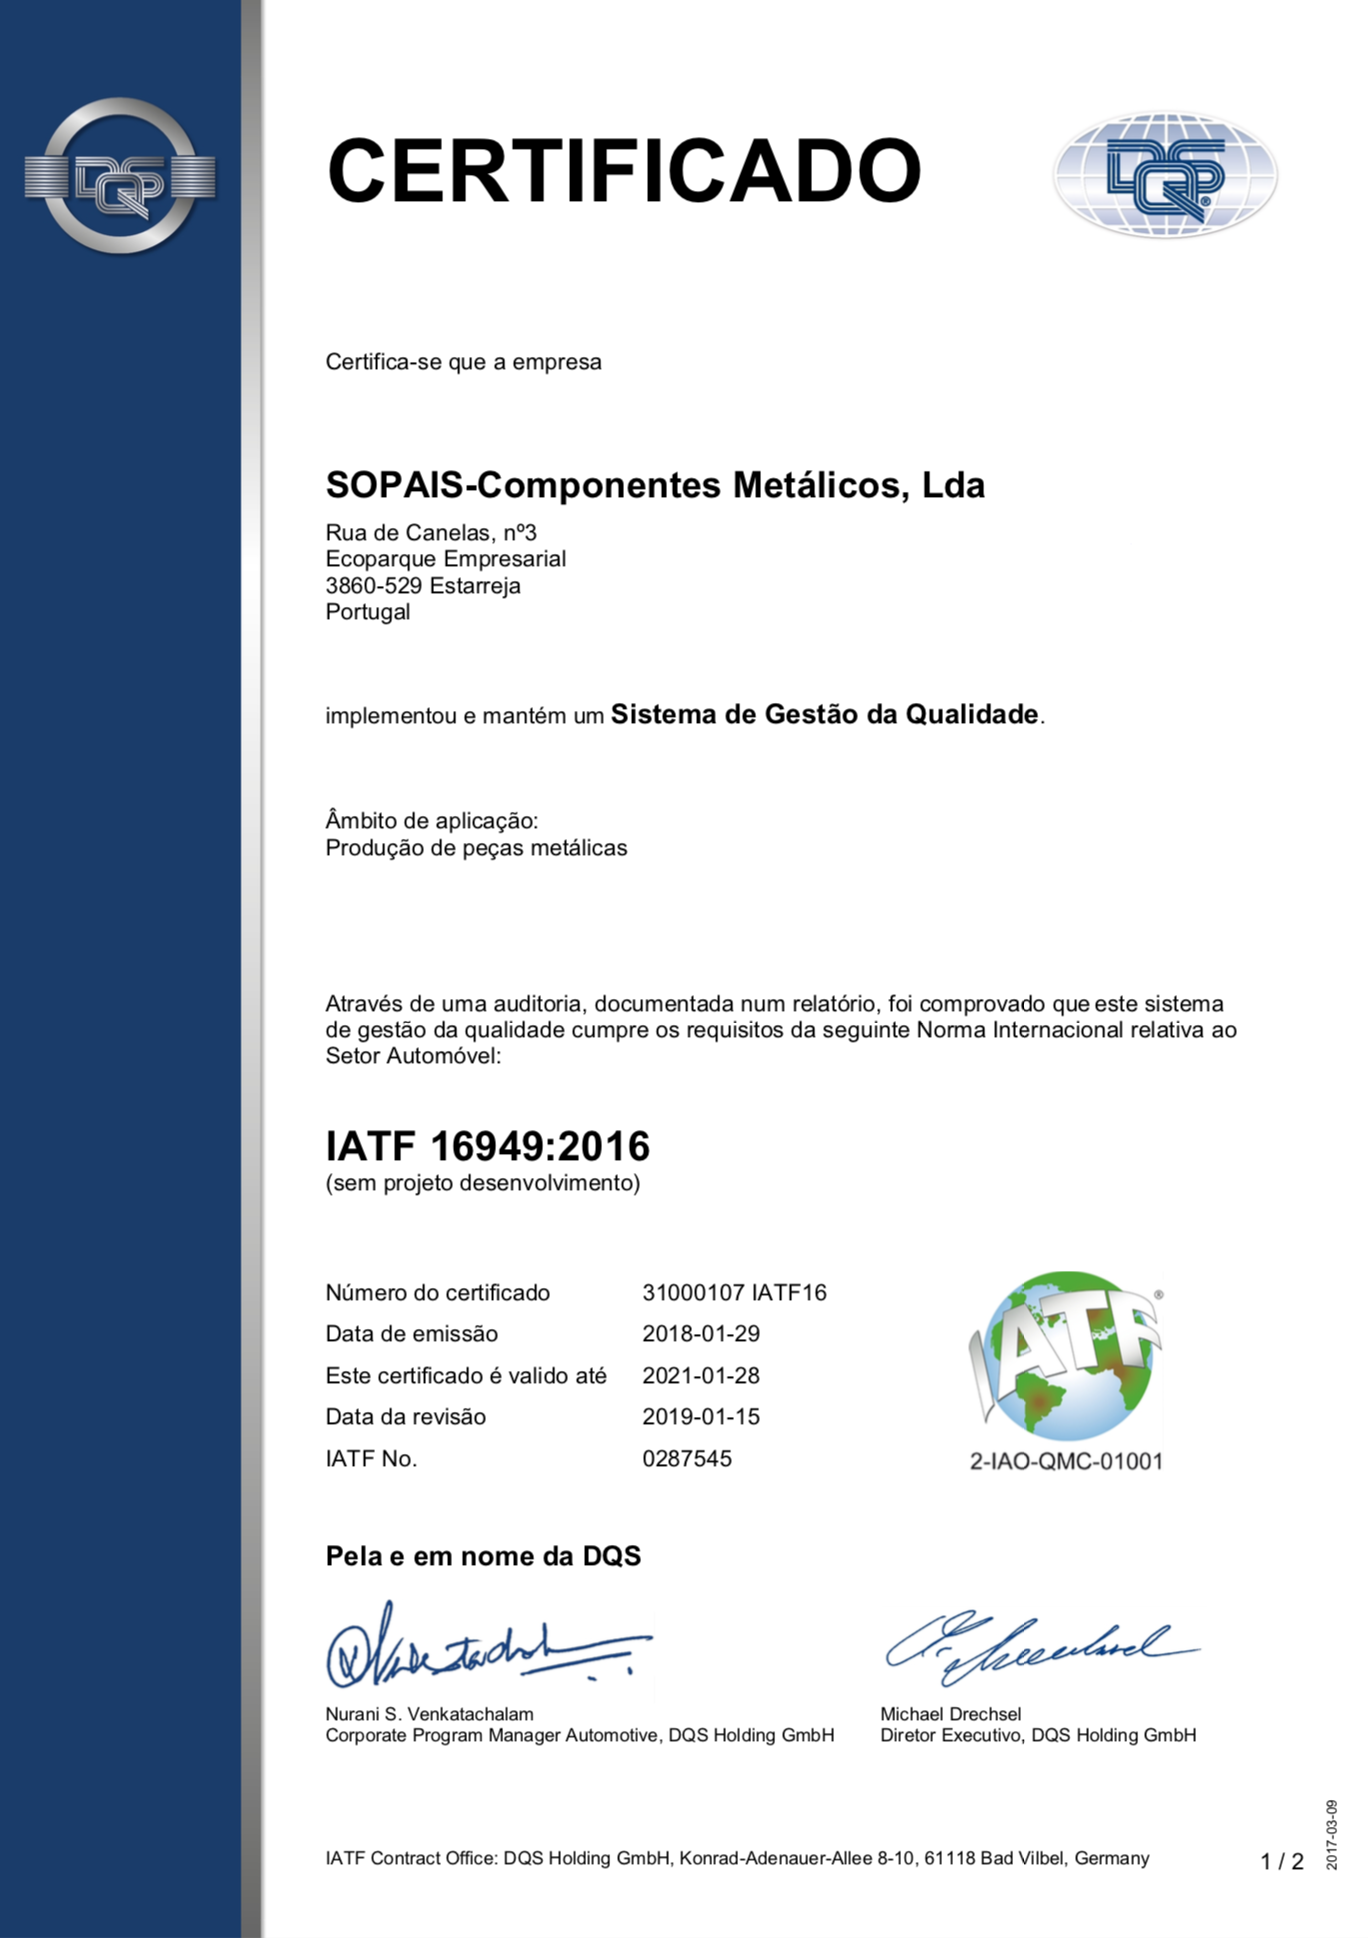 DQS
CERTIFICADO
DQS®
Certifica-se que a empresa
SOPAIS-Componentes Metálicos, Lda
Rua de Canelas, nº3
Ecoparque Empresarial
3860-529 Estarreja
Portugal
implementou e mantém um Sistema de Gestão da Qualidade.
Âmbito de aplicação:
Produção de peças metálicas
Através de uma auditoria, documentada num relatório, foi comprovado que este sistema
de gestão da qualidade cumpre os requisitos da seguinte Norma Internacional relativa ao
Setor Automóvel:
IATF 16949:2016
(sem projeto desenvolvimento)
Número do certificado 31000107 IATF16
Data de emissão 2018-01-29
Este certificado é valido até 2021-01-28
Data da revisão 2019-01-15
IATF No. 0287545
IATF®
2-IAO-QMC-01001
Pela e em nome da DQS
Nurani S. Venkatachalam
Corporate Program Manager Automotive, DQS Holding GmbH
Michael Drechsel
Diretor Executivo, DQS Holding GmbH
IATF Contract Office: DQS Holding GmbH, Konrad-Adenauer-Allee 8-10, 61118 Bad Vilbel, Germany
1 / 2
2017-03-09